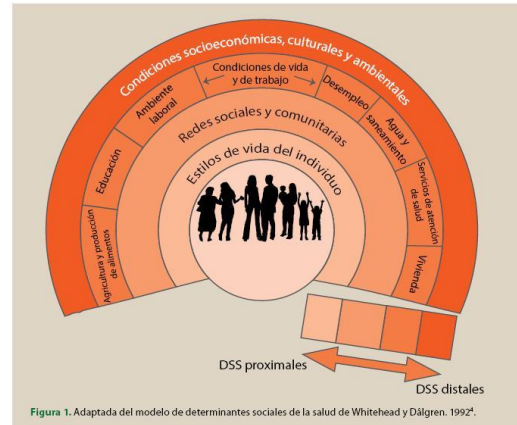 Condiciones socioeconómicas, culturales y ambientales
Condiciones de vida
y de trabajo
Agricultura y producción
de alimentos
Educación
Ambiente
laboral
Desempleo
Agua y
saneamiento
Servicios de atención
de salud
Vivienda
Redes sociales y comunitarias
Estilos de vida del individuo
DSS proximales
DSS distales
Figura 1. Adaptada del modelo de determinantes sociales de la salud de Whitehead y Dålgren. 1992⁴.